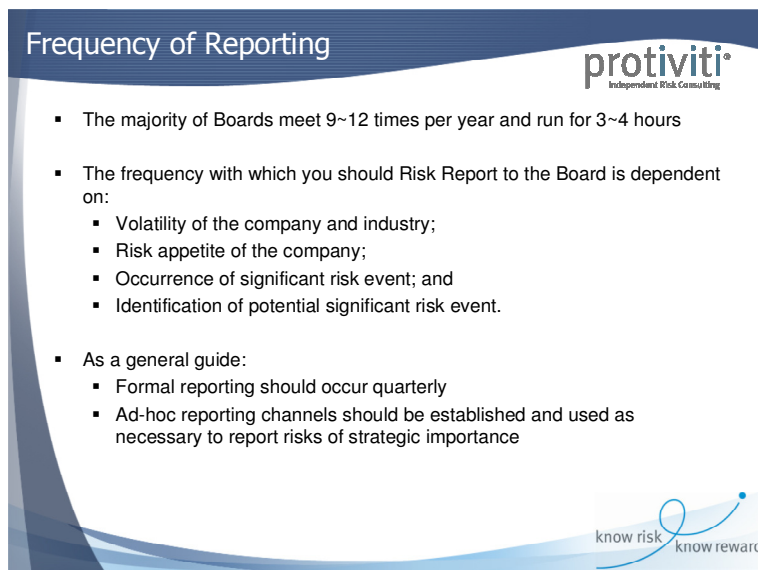 Frequency of Reporting
protiviti®
Independent Risk Consulting
▪ The majority of Boards meet 9~12 times per year and run for 3~4 hours
▪ The frequency with which you should Risk Report to the Board is dependent
on:
▪ Volatility of the company and industry;
▪ Risk appetite of the company;
▪ Occurrence of significant risk event; and
▪ Identification of potential significant risk event.
▪ As a general guide:
▪ Formal reporting should occur quarterly
▪ Ad-hoc reporting channels should be established and used as
necessary to report risks of strategic importance
know risk
know reward